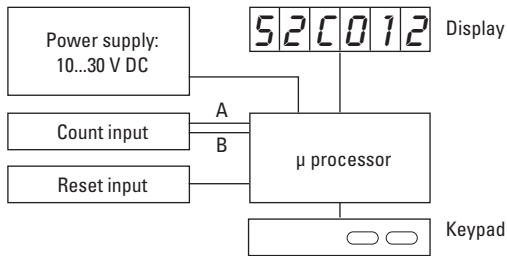 Power supply:
10...30 V DC
52C012
Display
A
Count input
B
µ processor
Reset input
Keypad